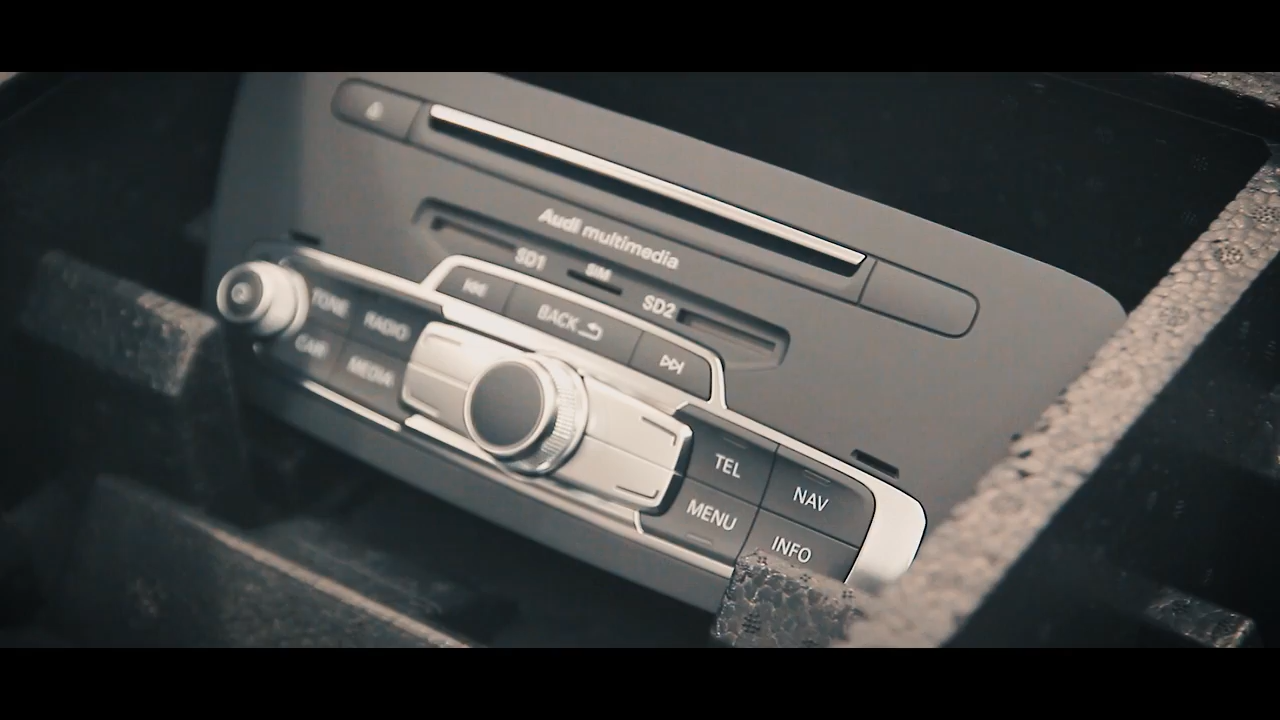 Audi multimedia
SD1
SIM
SD2
BACK
TONE
RADIO
CAR
MEDIA
TEL
NAV
MENU
INFO